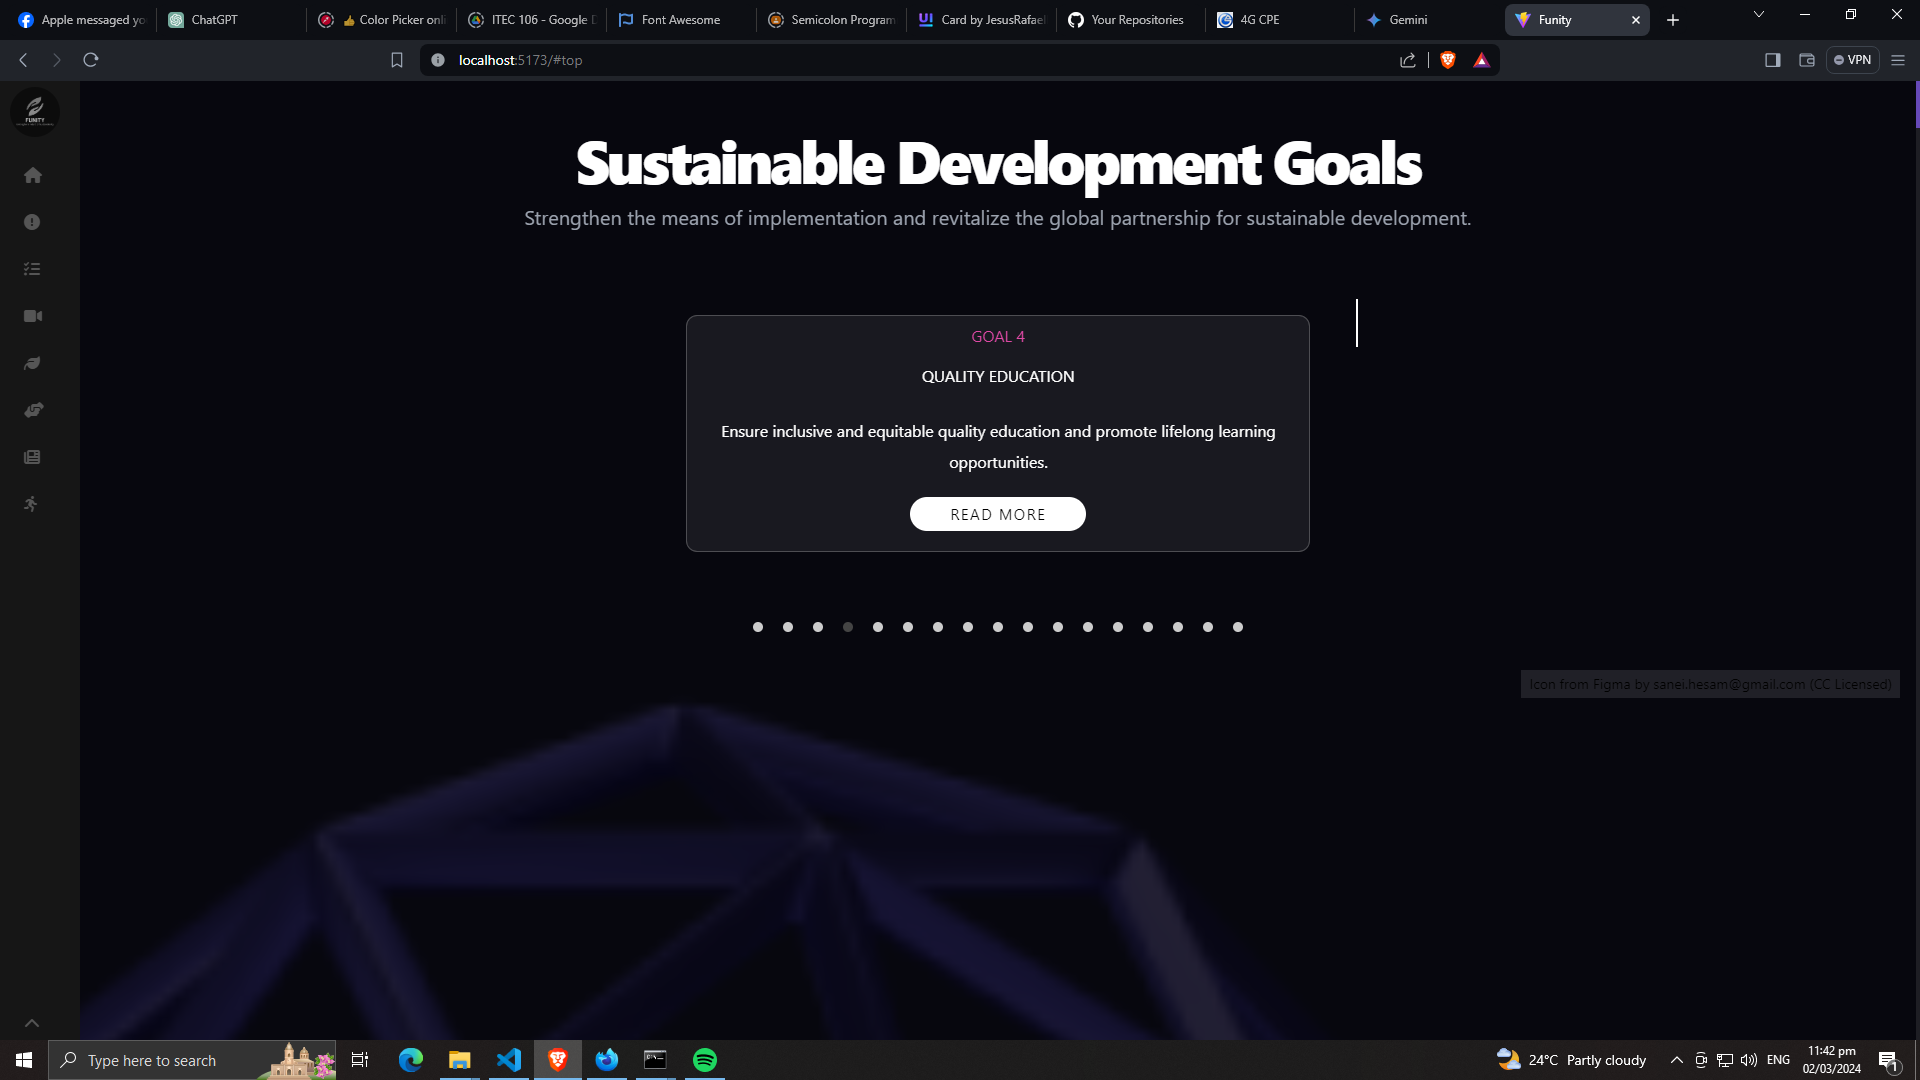 Apple messaged yo
ChatGPT
👍 Color Picker onli
ITEC 106 - Google D
Font Awesome
Semicolon Program
Card by JesusRafael
Your Repositories
4G CPE
Gemini
Funity
localhost:5173/#top
VPN
FUNITY
Sustainable Development Goals
Strengthen the means of implementation and revitalize the global partnership for sustainable development.
GOAL 4
QUALITY EDUCATION
Ensure inclusive and equitable quality education and promote lifelong learning
opportunities.
READ MORE
Icon from Figma by sanei.hesam@gmail.com (CC Licensed)
Type here to search
24°C Partly cloudy
ENG
11:42 pm
02/03/2024
1